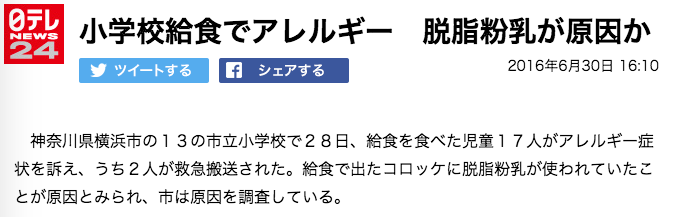 日テレ
NEWS
24
小学校給食でアレルギー　脱脂粉乳が原因か
ツイートする
シェアする
2016年6月30日 16:10
　神奈川県横浜市の１３の市立小学校で２８日、給食を食べた児童１７人がアレルギー症
状を訴え、うち２人が救急搬送された。給食で出たコロッケに脱脂粉乳が使われていたこ
とが原因とみられ、市は原因を調査している。